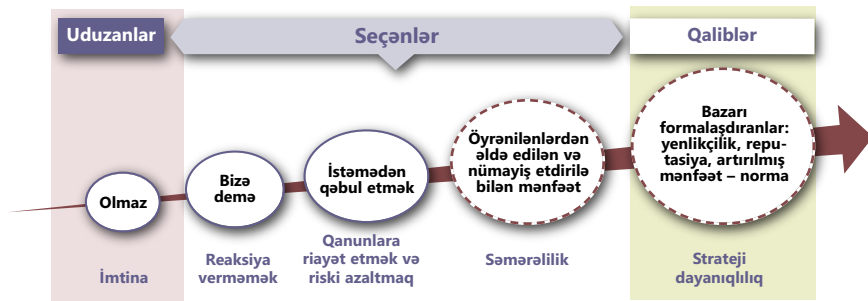 Uduzanlar
Seçənlər
Qaliblər
Olmaz
Bizə
demə
İstəmədən
qəbul etmək
Öyrənilənlərdən
əldə edilən və
nümayiş etdirilə
bilən mənfəət
Bazarı
formalaşdıranlar:
yenlikçilik, repu-
tasiya, artırılmış
mənfəət – norma
İmtina
Reaksiya
verməmək
Qanunlara
riayət etmək və
riski azaltmaq
Səmərəlilik
Strateji
dayanıqlılıq